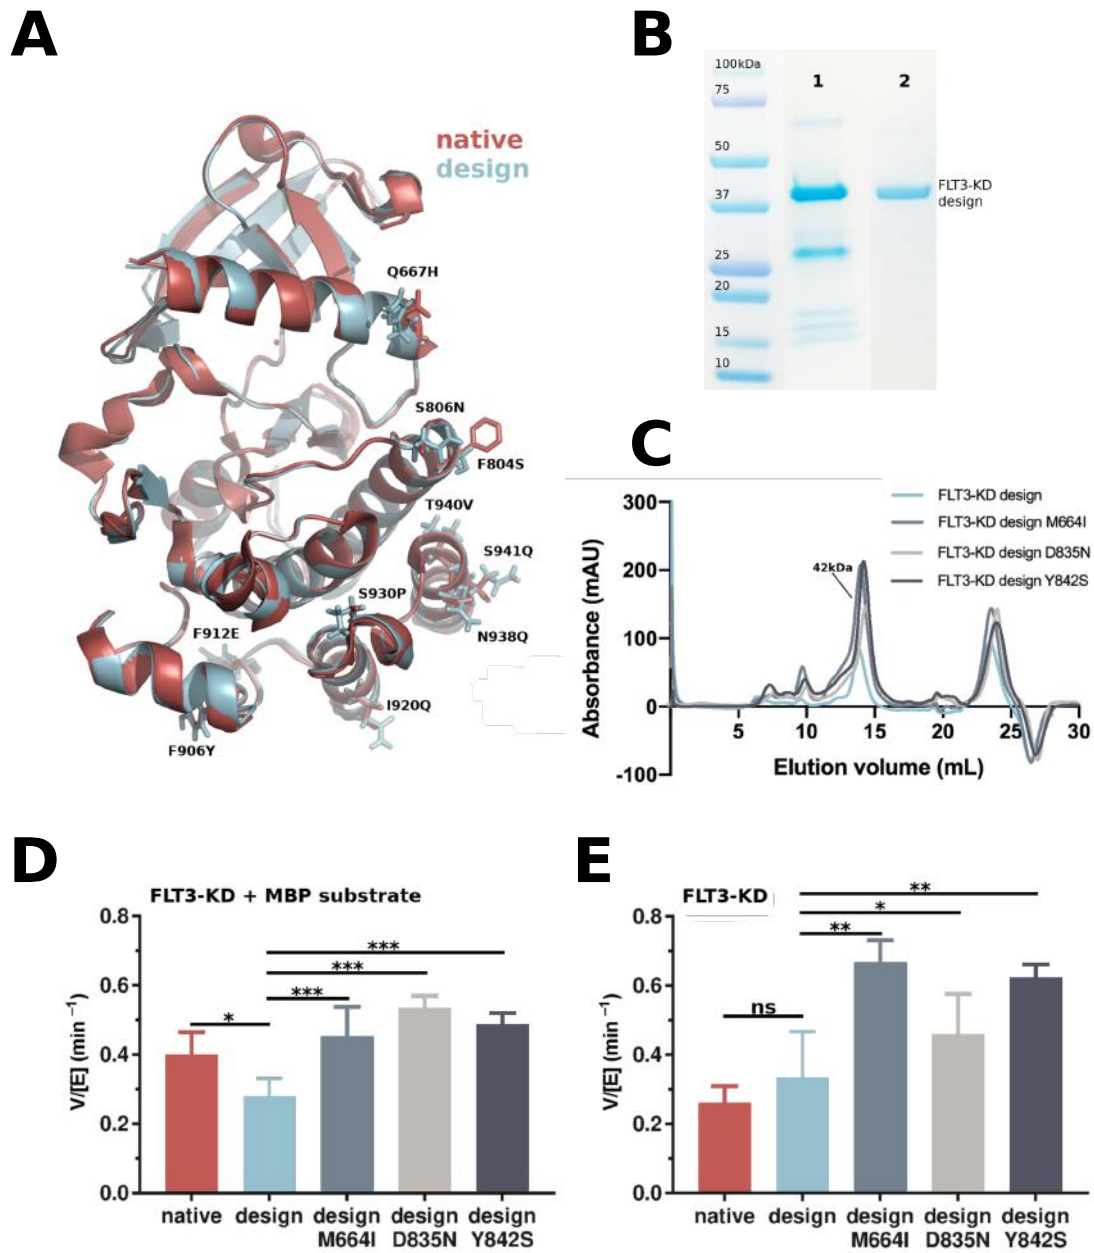 A
native
design
Q667H
S806N
F804S
T940V
S941Q
S930P
N938Q
F912E
I920Q
F906Y
B
100kDa
75
50
37
25
20
15
10
1
2
FLT3-KD
design
C
FLT3-KD design
FLT3-KD design M664I
FLT3-KD design D835N
FLT3-KD design Y842S
42kDa
Absorbance (mAU)
300
200
100
0
-100
5
10
15
20
25
30
Elution volume (mL)
D
FLT3-KD + MBP substrate
V/[E] (min ⁻¹)
0.8
0.6
0.4
0.2
0.0
*
***
***
***
native
design
design
M664I
design
D835N
design
Y842S
E
FLT3-KD
V/[E] (min ⁻¹)
0.8
0.6
0.4
0.2
0.0
ns
**
*
**
native
design
design
M664I
design
D835N
design
Y842S